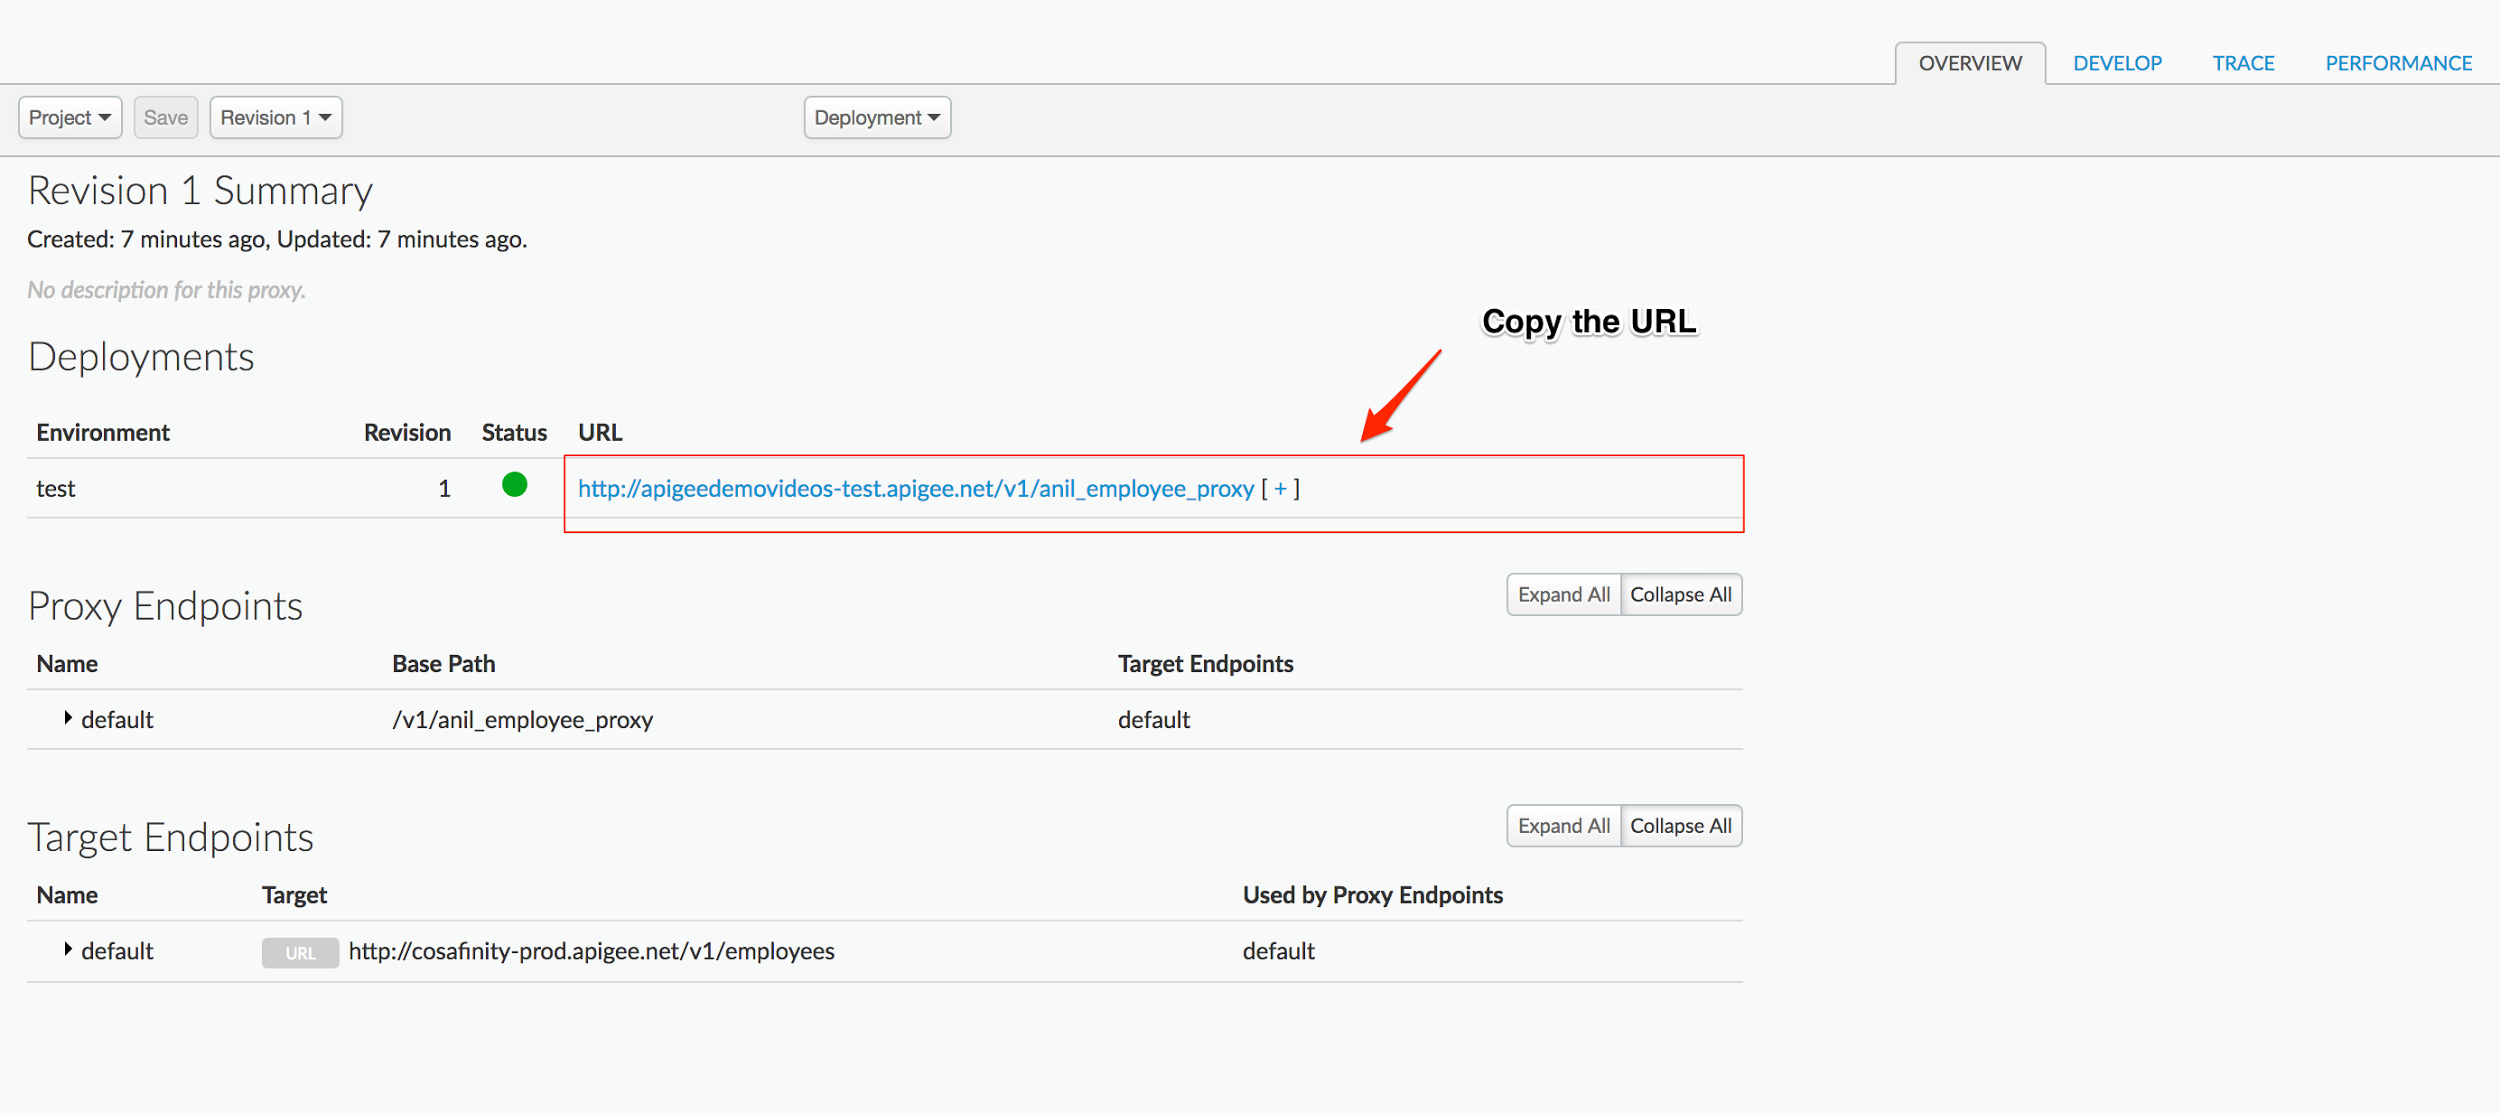 OVERVIEW DEVELOP TRACE PERFORMANCE
Project Save Revision 1 Deployment
Revision 1 Summary
Created: 7 minutes ago, Updated: 7 minutes ago.
No description for this proxy.
Copy the URL
Deployments
Environment Revision Status URL
test 1 http://apigeedemovideos-test.apigee.net/v1/anil_employee_proxy [ + ]
Proxy Endpoints Expand All Collapse All
Name Base Path Target Endpoints
default /v1/anil_employee_proxy default
Target Endpoints Expand All Collapse All
Name Target Used by Proxy Endpoints
default URL http://cosafinity-prod.apigee.net/v1/employees default